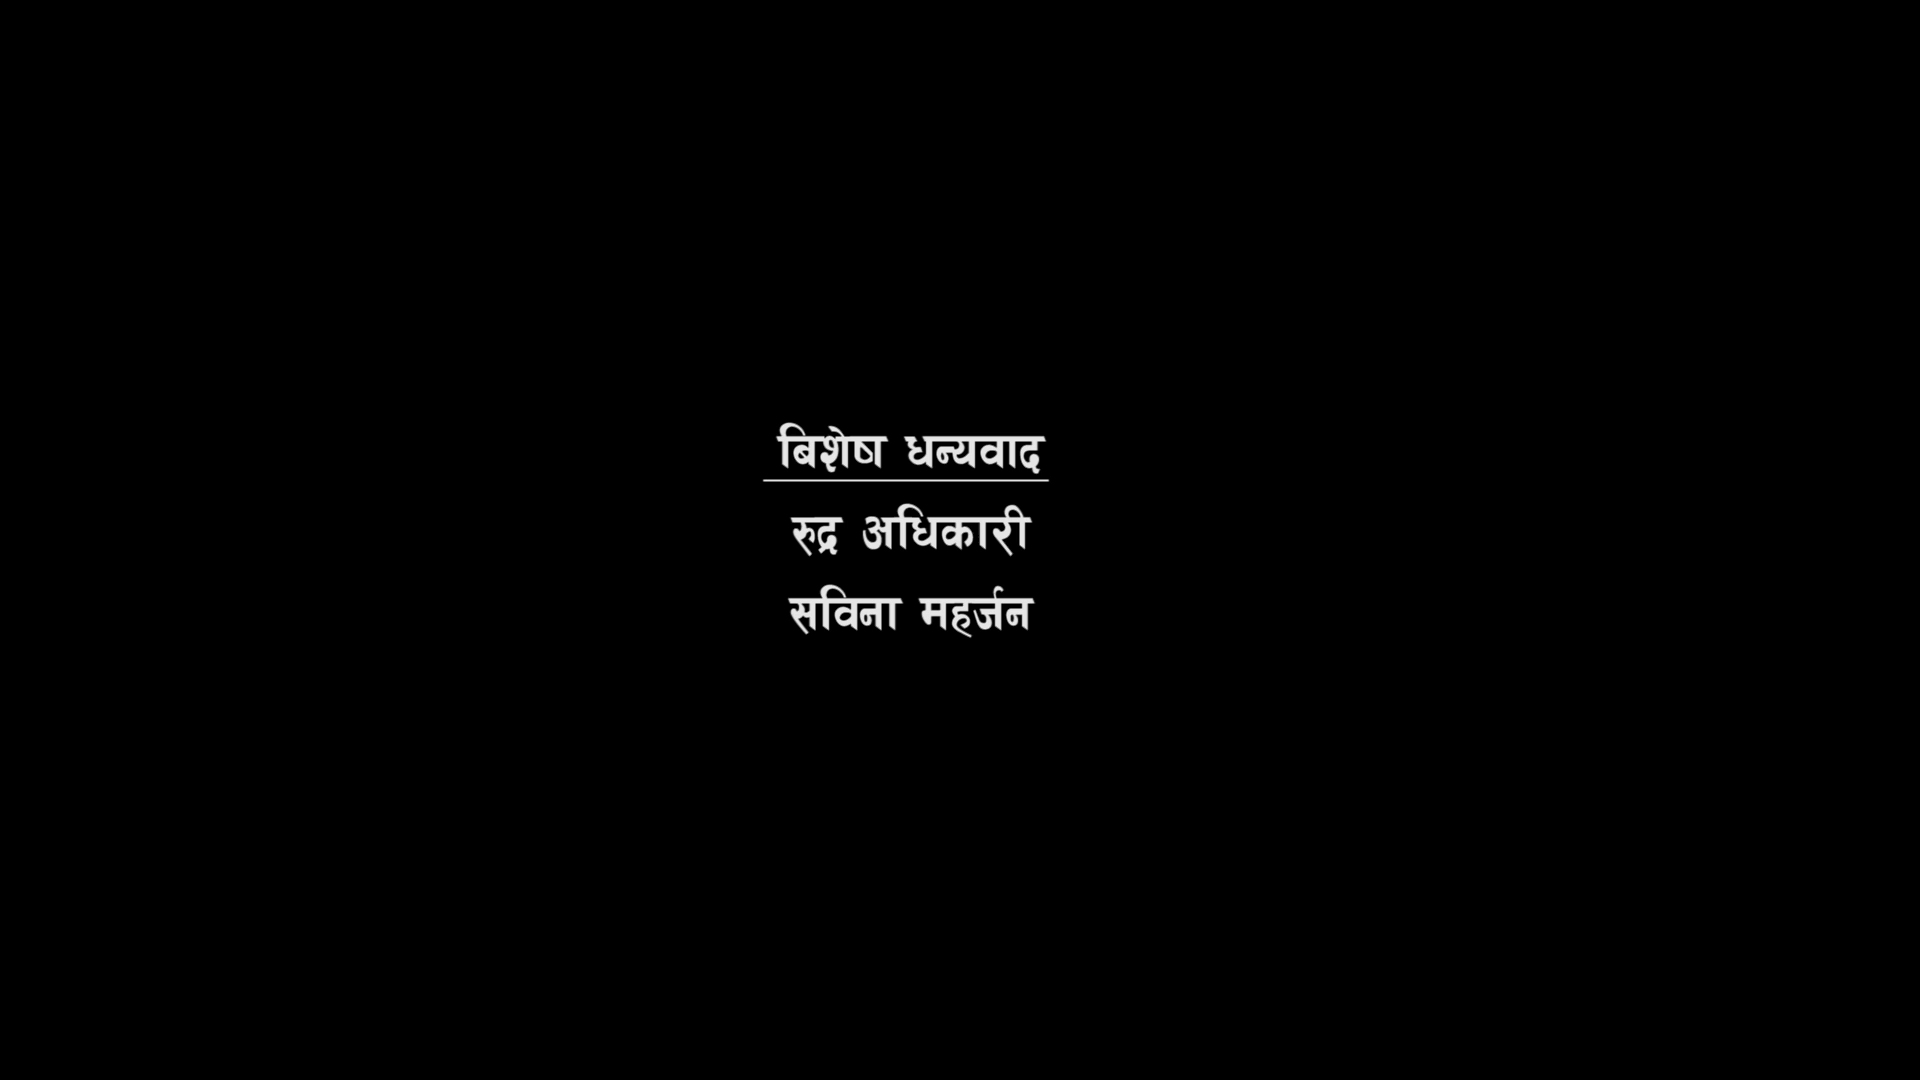 बिशेष धन्यवाद
रुद्र अधिकारी
सविना महर्जन